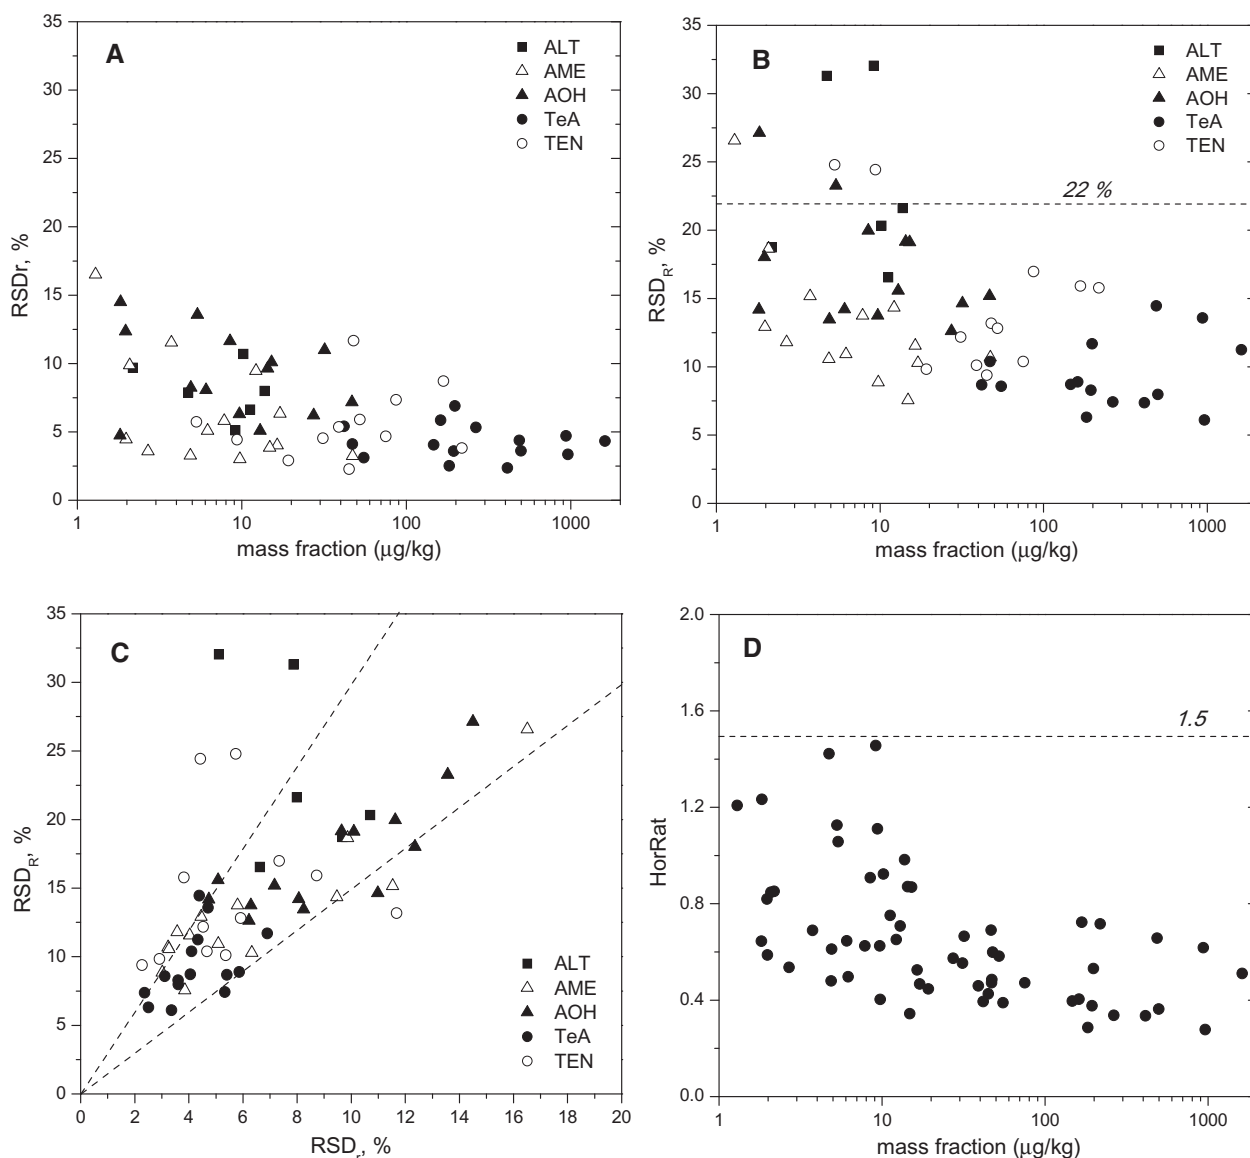 A
ALT
AME
AOH
TeA
TEN
35
30
25
20
15
10
5
0
RSDr, %
1
10
100
1000
mass fraction (μg/kg)
B
ALT
AME
AOH
TeA
TEN
22 %
35
30
25
20
15
10
5
0
RSD_R, %
1
10
100
1000
mass fraction (μg/kg)
C
ALT
AME
AOH
TeA
TEN
35
30
25
20
15
10
5
0
RSD_R, %
0
2
4
6
8
10
12
14
16
18
20
RSD_r, %
D
1.5
2.0
1.6
1.2
0.8
0.4
0.0
HorRat
1
10
100
1000
mass fraction (μg/kg)